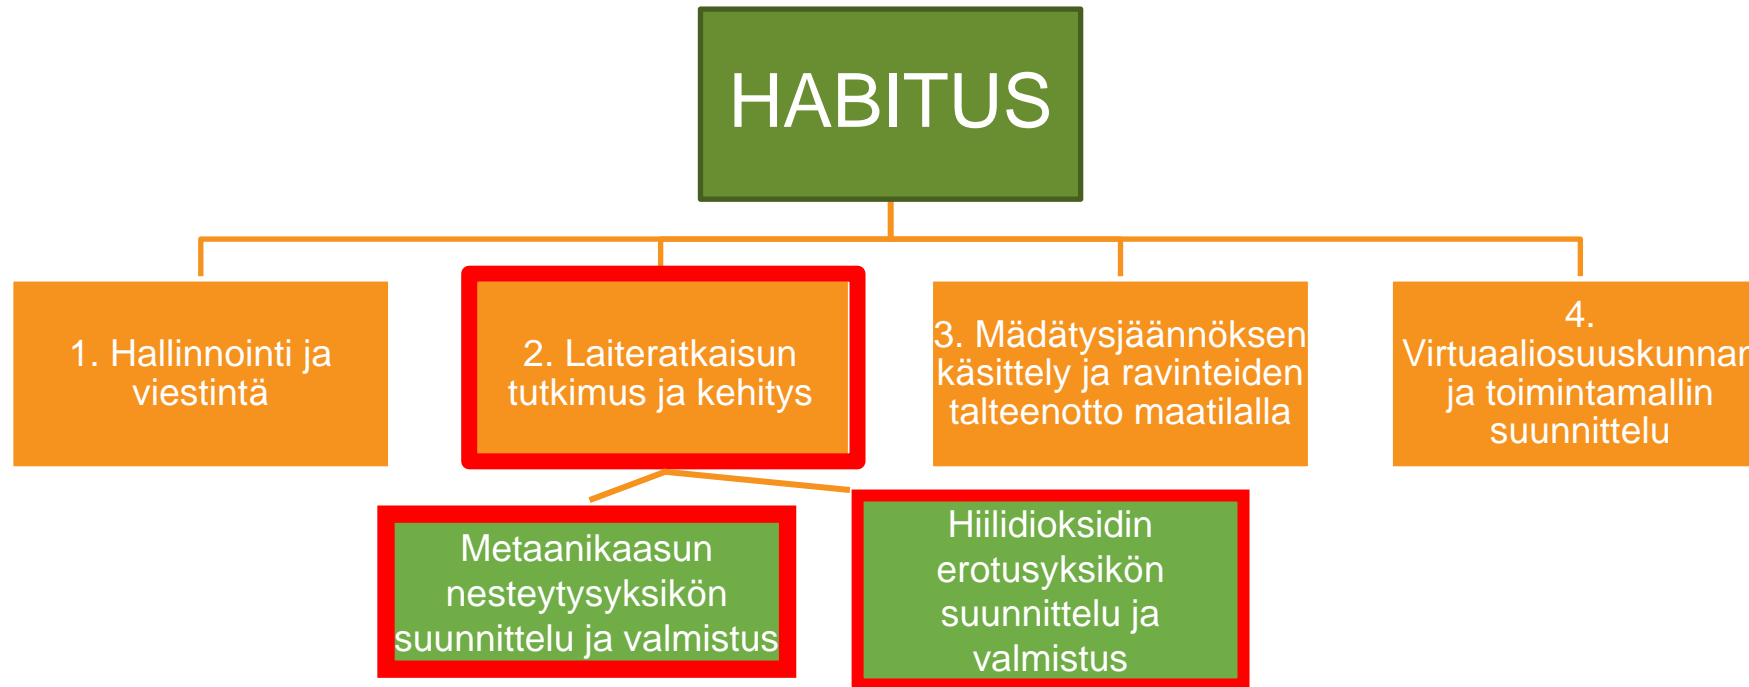 HABITUS
1. Hallinnointi ja
viestintä
2. Laiteratkaisun
tutkimus ja kehitys
3. Mädätysjäännöksen
käsittely ja ravinteiden
talteenotto maatilalla
4.
Virtuaaliosuuskunnan
ja toimintamallin
suunnittelu
Metaanikaasun
nesteytysyksikön
suunnittelu ja valmistus
Hiilidioksidin
erotusyksikön
suunnittelu ja
valmistus